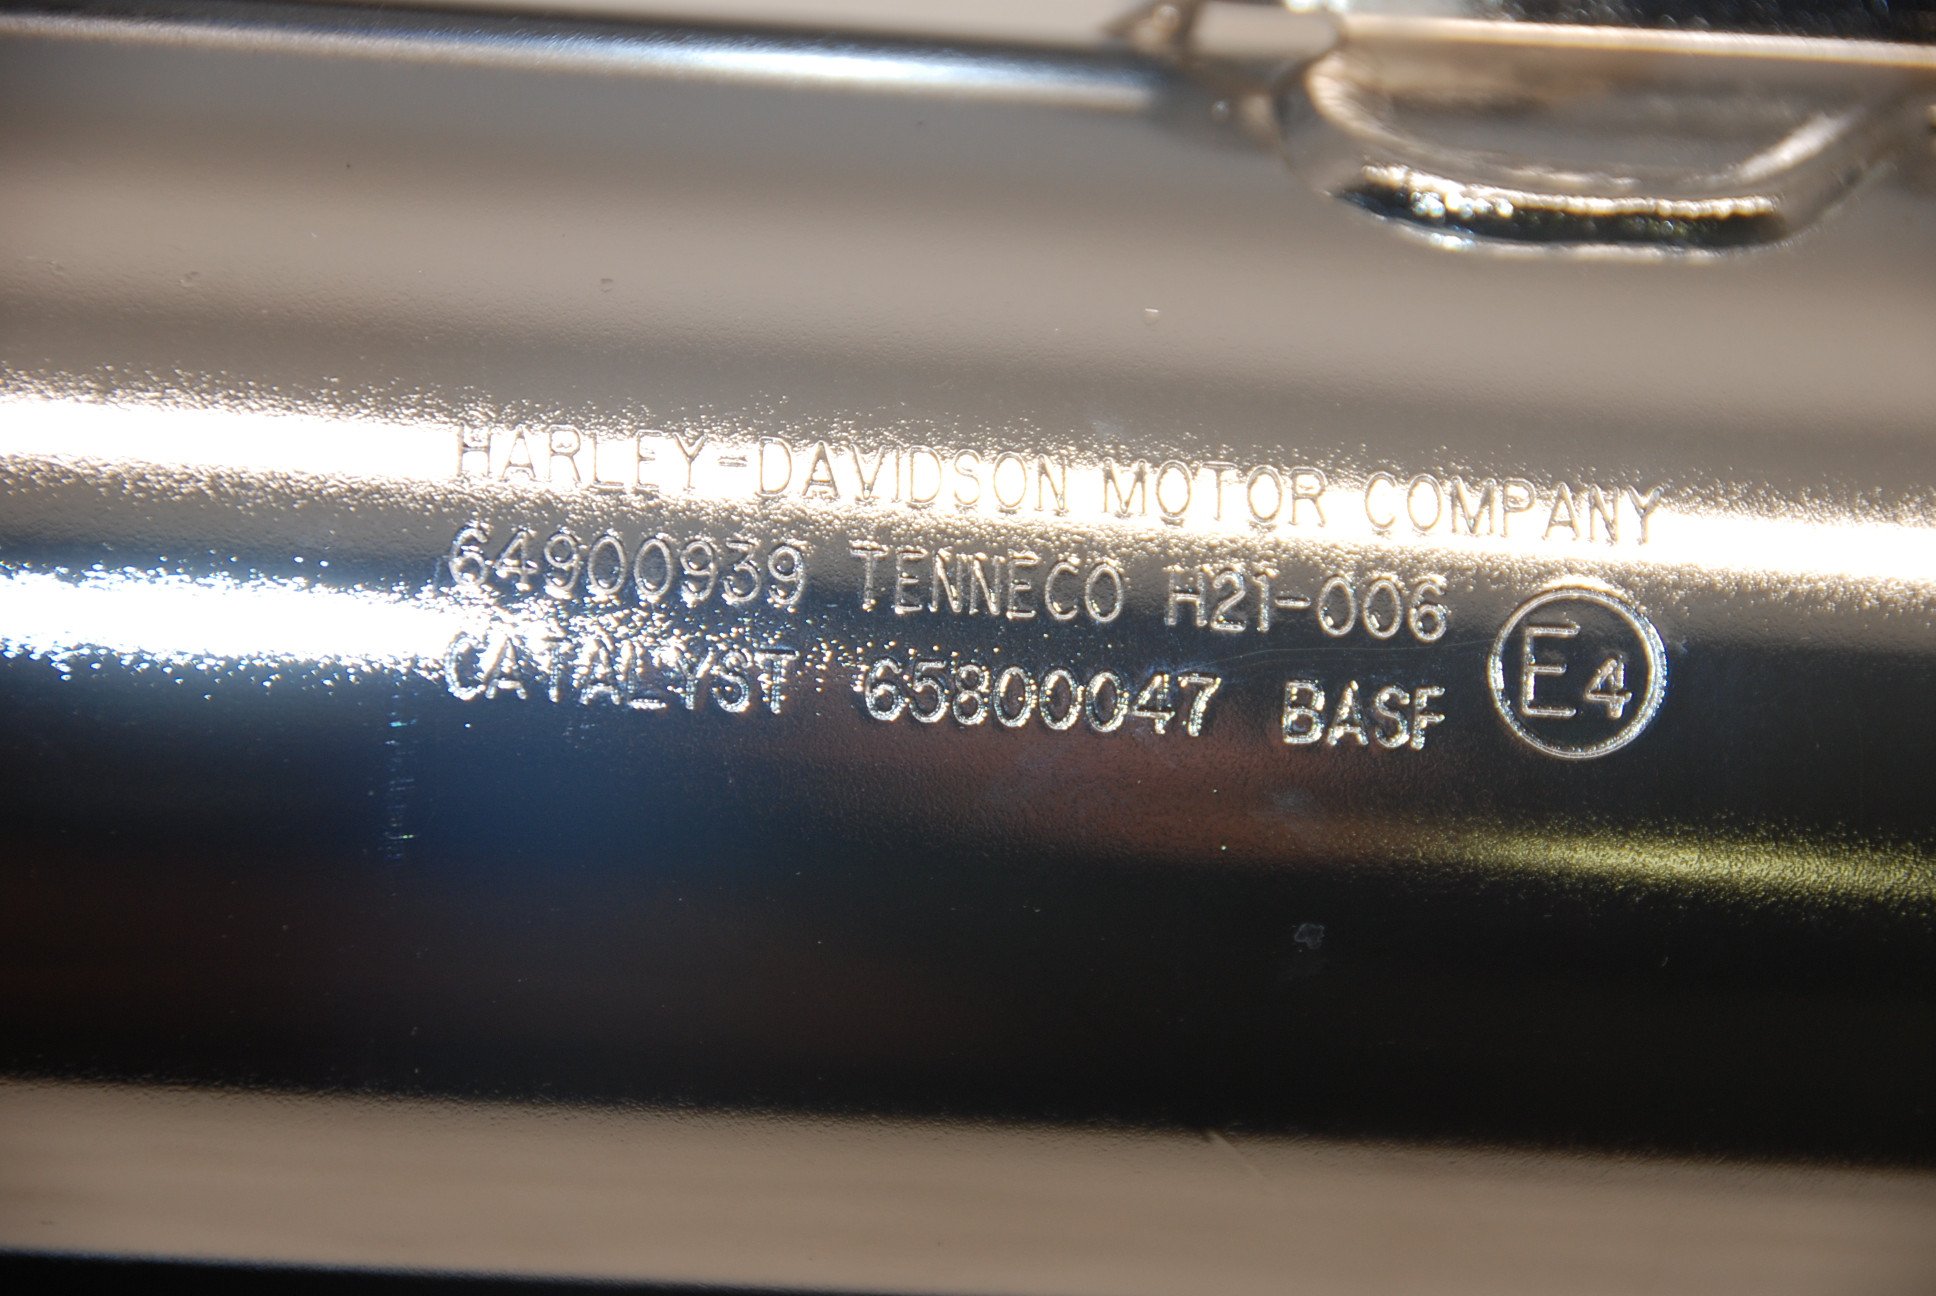 HARLEY-DAVIDSON MOTOR COMPANY
64900939 TENNECO H21-006
CATALYST 65800047 BASF
E4